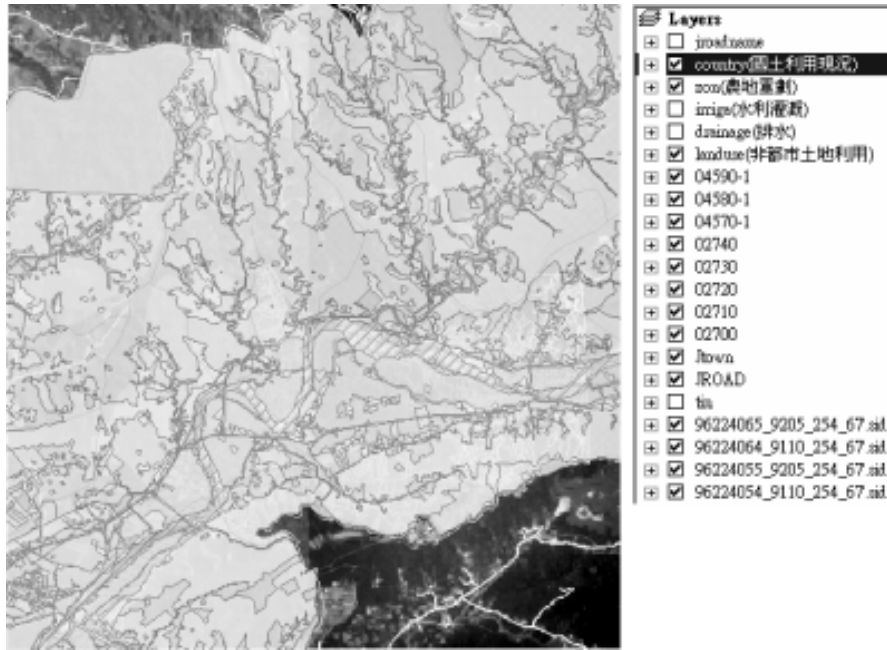 Layers
jroadname
country(國土利用現況)
zon(農地重劃)
irriga(水利灌溉)
drainage(排水)
landuse(非都市土地利用)
04590-1
04580-1
04570-1
02740
02730
02720
02710
02700
Jtown
JROAD
tin
96224065_9205_254_67.sid
96224064_9110_254_67.sid
96224055_9205_254_67.sid
96224054_9110_254_67.sid